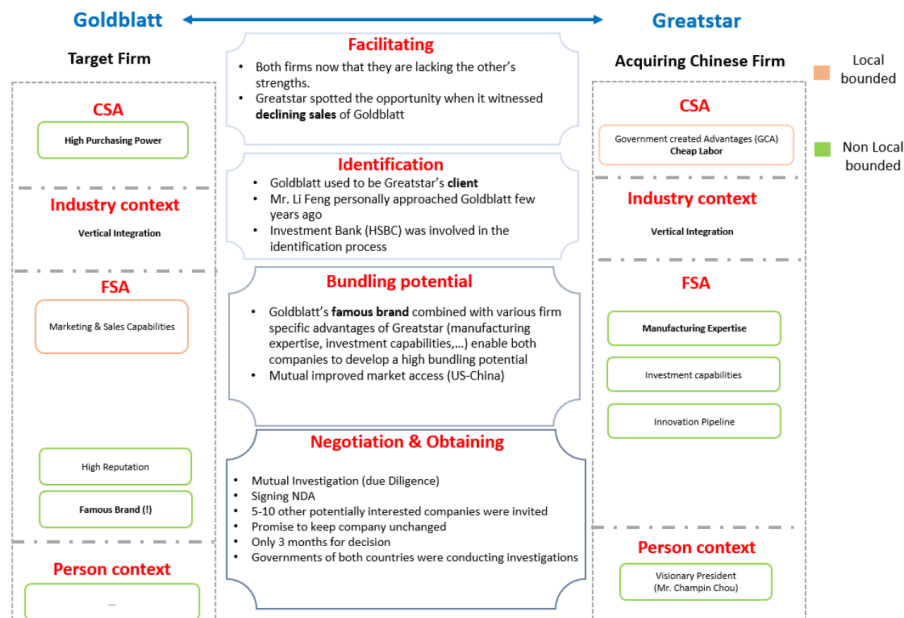 Goldblatt
Greatstar
Target Firm
CSA
High Purchasing Power
Industry context
Vertical Integration
FSA
Marketing & Sales Capabilities
High Reputation
Famous Brand (!)
Person context
...
Facilitating
• Both firms now that they are lacking the other's
strengths.
• Greatstar spotted the opportunity when it witnessed
declining sales of Goldblatt
Identification
• Goldblatt used to be Greatstar's client
• Mr. Li Feng personally approached Goldblatt few
years ago
• Investment Bank (HSBC) was involved in the
identification process
Bundling potential
• Goldblatt's famous brand combined with various firm
specific advantages of Greatstar (manufacturing
expertise, investment capabilities,...) enable both
companies to develop a high bundling potential
• Mutual improved market access (US-China)
Negotiation & Obtaining
• Mutual Investigation (due Diligence)
• Signing NDA
• 5-10 other potentially interested companies were invited
• Promise to keep company unchanged
• Only 3 months for decision
• Governments of both countries were conducting investigations
Acquiring Chinese Firm
CSA
Government created Advantages (GCA)
Cheap Labor
Industry context
Vertical Integration
FSA
Manufacturing Expertise
Investment capabilities
Innovation Pipeline
Person context
Visionary President
(Mr. Champin Chou)
Local
bounded
Non Local
bounded